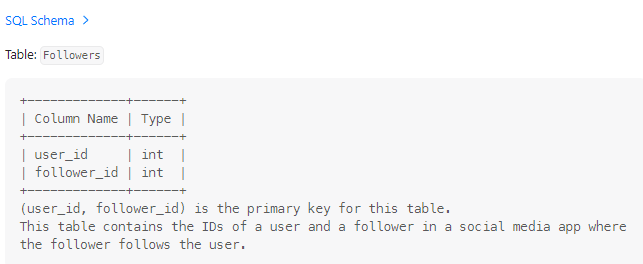 SQL Schema >
Table: Followers
+-------------+------+
| Column Name | Type |
+-------------+------+
| user_id     | int  |
| follower_id | int  |
+-------------+------+
(user_id, follower_id) is the primary key for this table.
This table contains the IDs of a user and a follower in a social media app where
the follower follows the user.